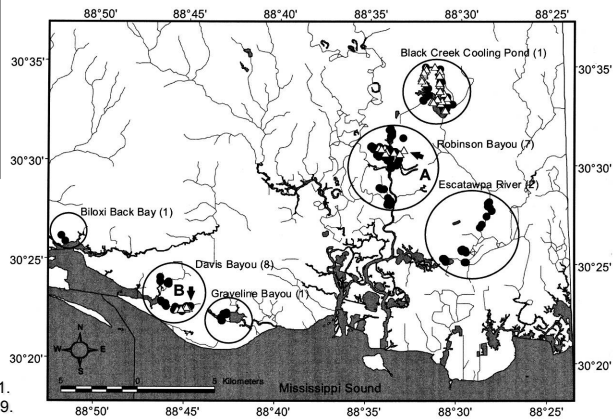 88°50' 88°45' 88°40' 88°35' 88°30' 88°25'
Black Creek Cooling Pond (1)
30°35' 30°35'
Robinson Bayou (7)
30°30' 30°30'
A
Escatawpa River (2)
Biloxi Back Bay (1)
30°25' 30°25'
Davis Bayou (8)
B
Graveline Bayou (1)
N
W E
S
30°20' 30°20'
5 0 5 Kilometers
Mississippi Sound
1.
9.
88°50' 88°45' 88°40' 88°35' 88°30' 88°25'